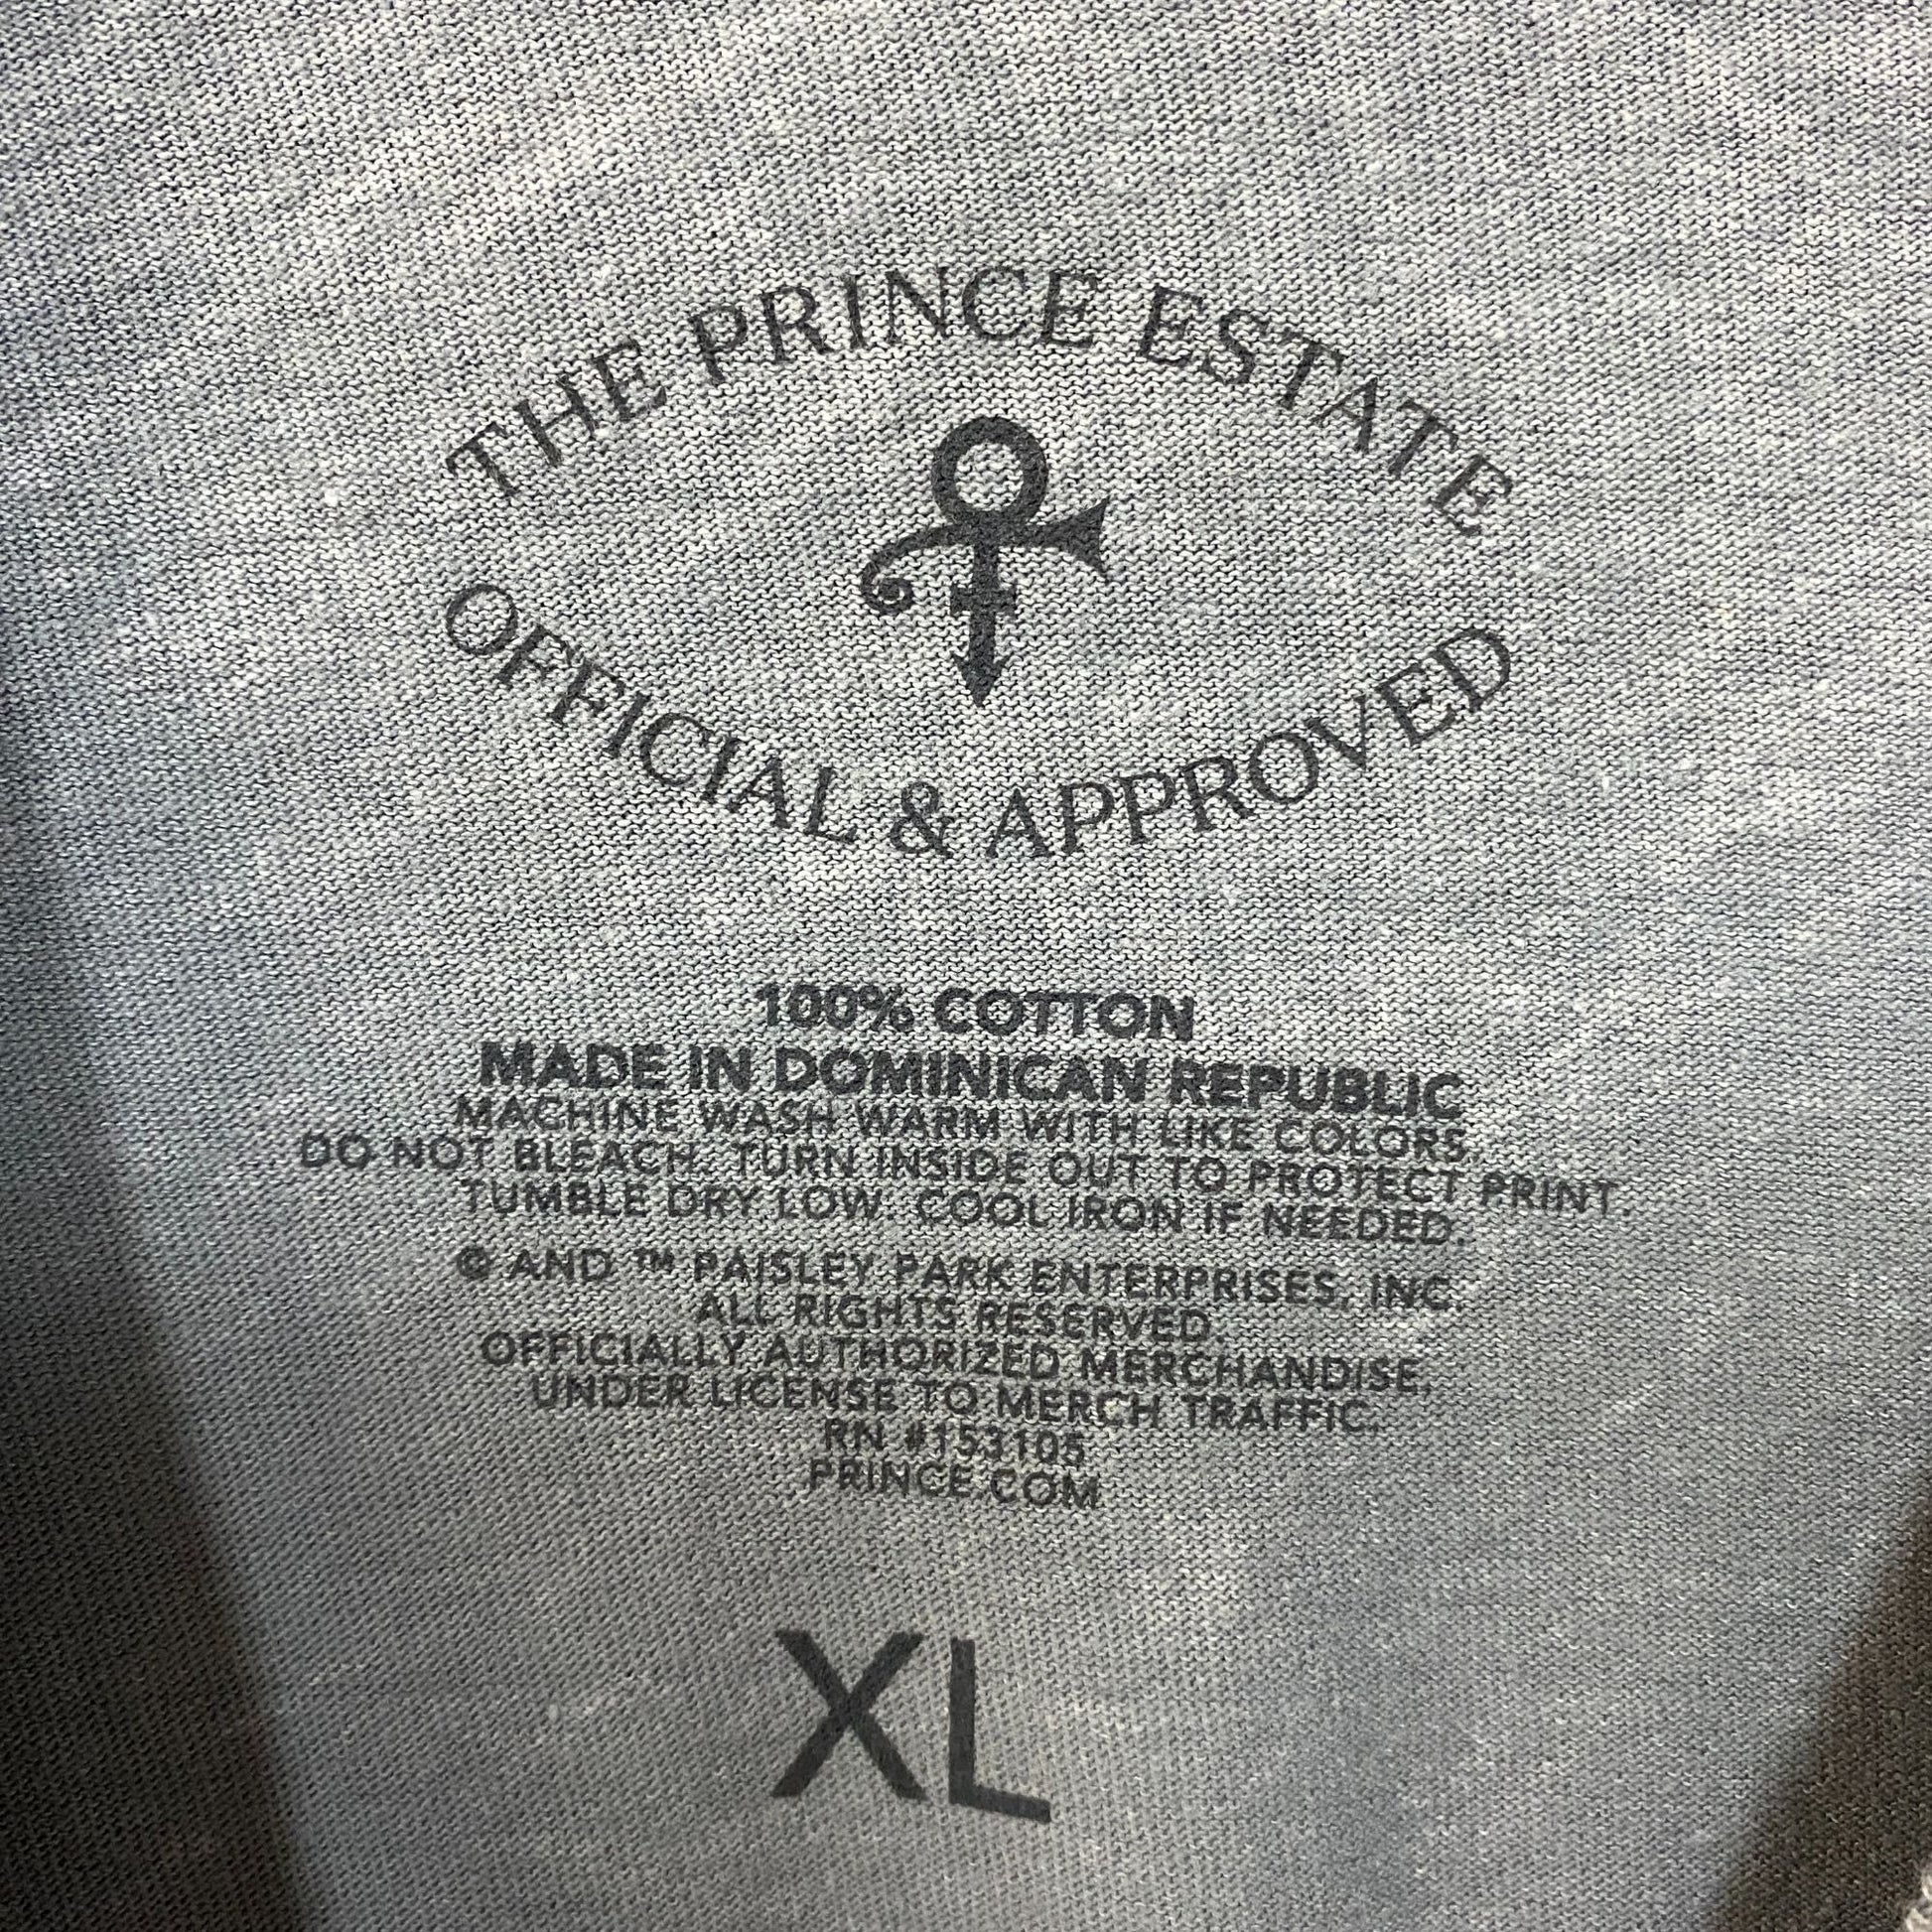 THE PRINCE ESTATE
OFFICIAL & APPROVED
100% COTTON
MADE IN DOMINICAN REPUBLIC
MACHINE WASH WARM WITH LIKE COLORS.
DO NOT BLEACH. TURN INSIDE OUT TO PROTECT PRINT.
TUMBLE DRY LOW. COOL IRON IF NEEDED.
© AND ™ PAISLEY PARK ENTERPRISES, INC.
ALL RIGHTS RESERVED.
OFFICIALLY AUTHORIZED MERCHANDISE,
UNDER LICENSE TO MERCH TRAFFIC.
RN #153105
PRINCE.COM
XL